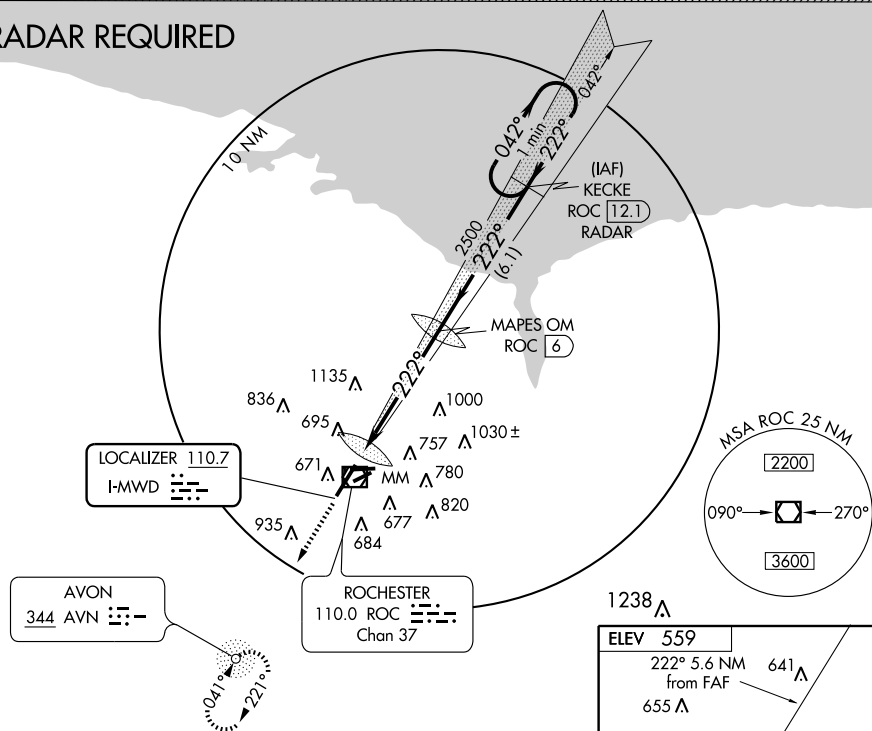 RADAR REQUIRED
10 NM
042°
1 min
222°
042°
(IAF)
KECKE
ROC 12.1
RADAR
2500
222°
(6.1)
MAPES OM
ROC 6
222°
1135
836
695
1000
1030 ±
757
671
MM
780
820
677
684
935
LOCALIZER 110.7
I-MWD
MSA ROC 25 NM
2200
090°
270°
3600
AVON
344 AVN
ROCHESTER
110.0 ROC
Chan 37
041°
221°
1238
ELEV 559
222° 5.6 NM
from FAF
641
655